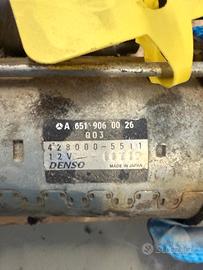 A 651 906 00 26
Q03
428000-5511
12V
DENSO MADE IN JAPAN